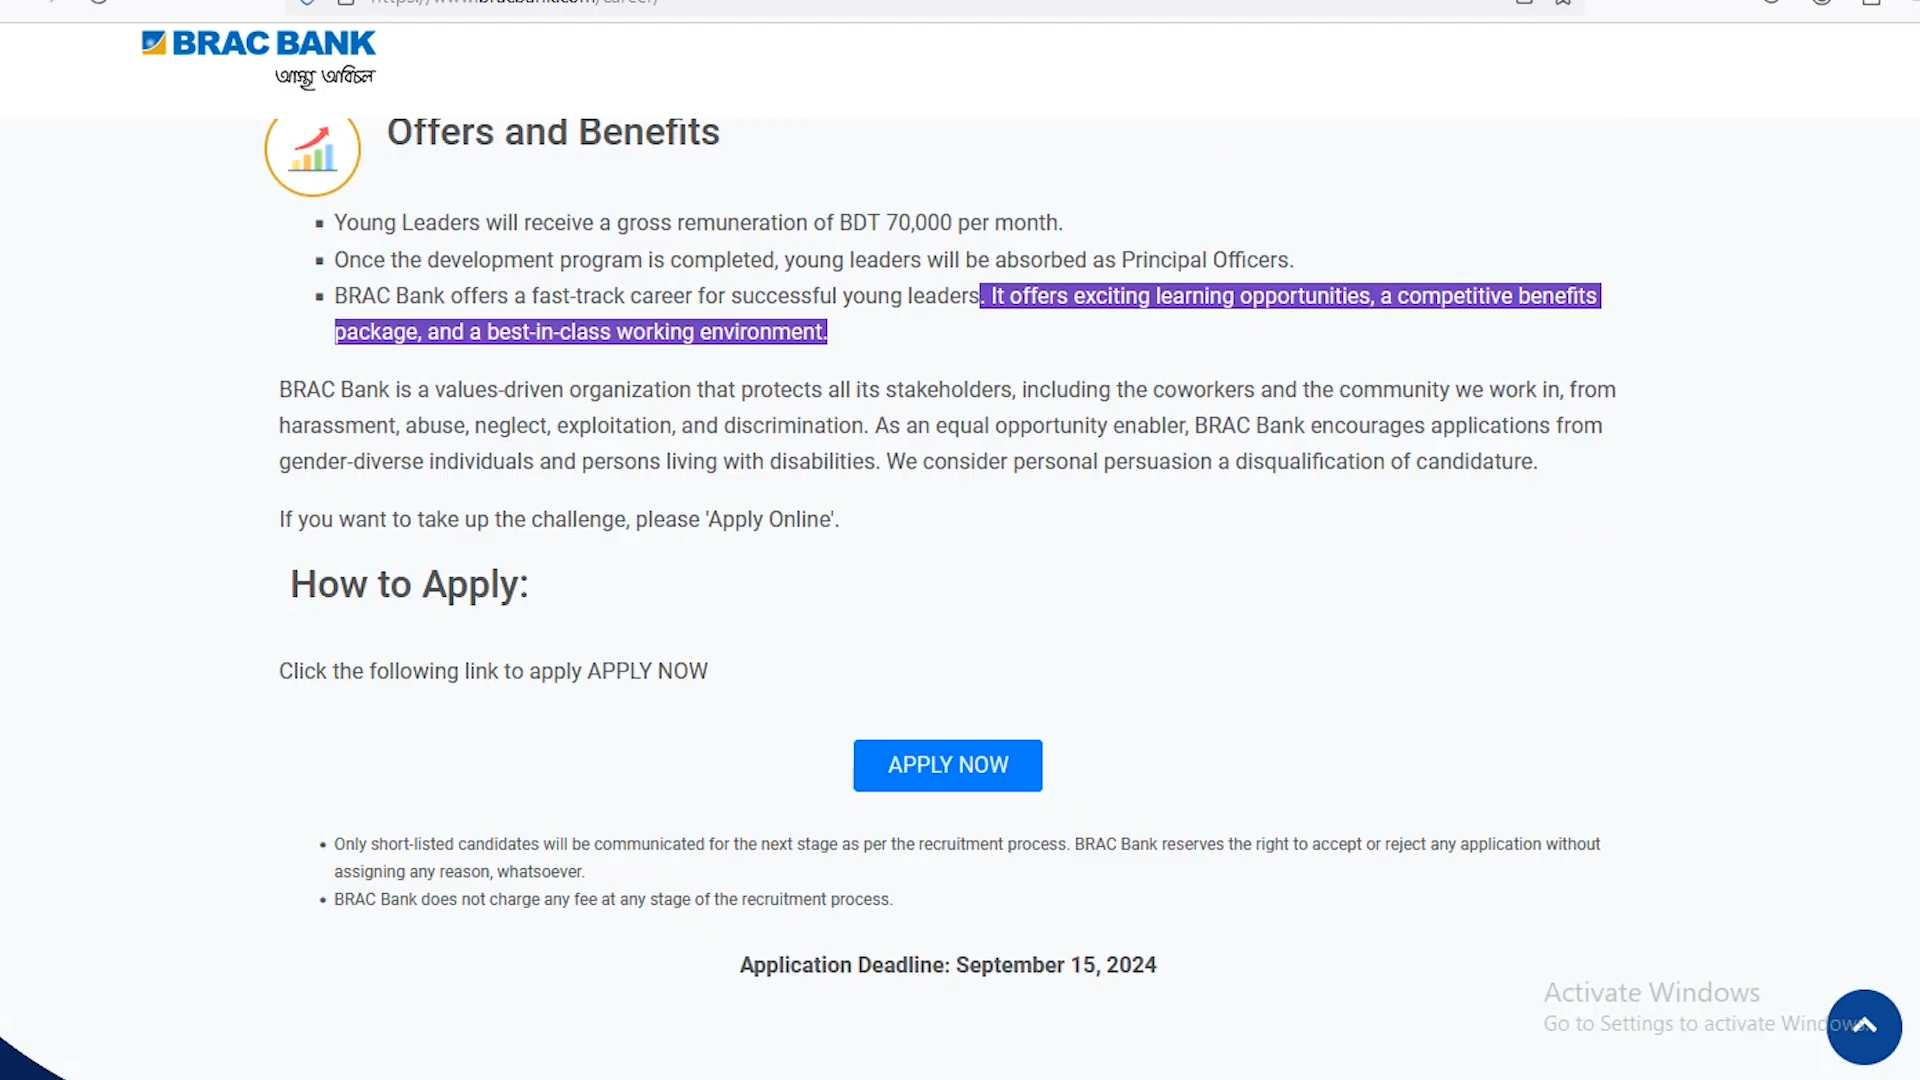 https://www.bracbank.com/career/
BRAC BANK
আস্থা অবিচল
Offers and Benefits
▪ Young Leaders will receive a gross remuneration of BDT 70,000 per month.
▪ Once the development program is completed, young leaders will be absorbed as Principal Officers.
▪ BRAC Bank offers a fast-track career for successful young leaders. It offers exciting learning opportunities, a competitive benefits
package, and a best-in-class working environment.
BRAC Bank is a values-driven organization that protects all its stakeholders, including the coworkers and the community we work in, from
harassment, abuse, neglect, exploitation, and discrimination. As an equal opportunity enabler, BRAC Bank encourages applications from
gender-diverse individuals and persons living with disabilities. We consider personal persuasion a disqualification of candidature.
If you want to take up the challenge, please 'Apply Online'.
How to Apply:
Click the following link to apply APPLY NOW
APPLY NOW
• Only short-listed candidates will be communicated for the next stage as per the recruitment process. BRAC Bank reserves the right to accept or reject any application without
assigning any reason, whatsoever.
• BRAC Bank does not charge any fee at any stage of the recruitment process.
Application Deadline: September 15, 2024
Activate Windows
Go to Settings to activate Windows.